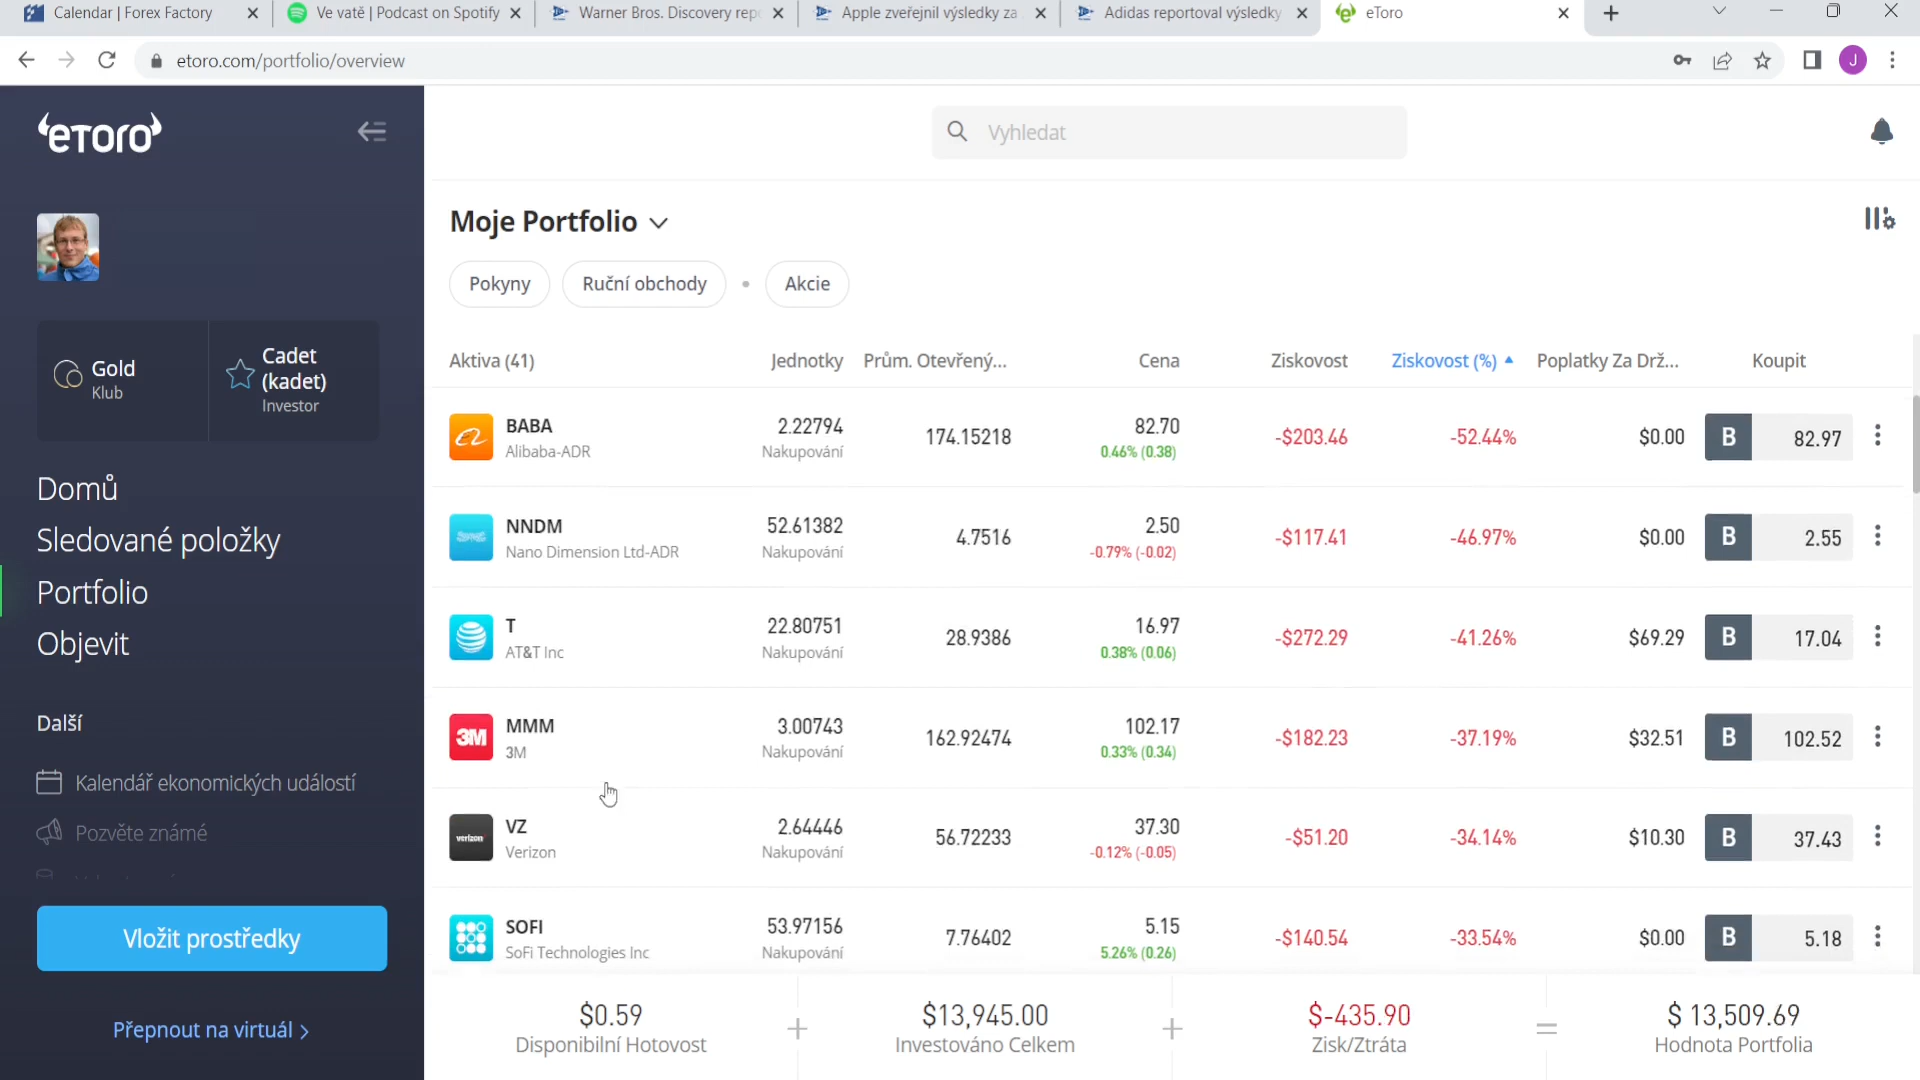 Calendar | Forex Factory
Ve vatě | Podcast on Spotify
Warner Bros. Discovery rep
Apple zveřejnil výsledky za
Adidas reportoval výsledky
eToro
etoro.com/portfolio/overview
J
eToro
Vyhledat
Moje Portfolio
Pokyny
Ruční obchody
Akcie
Gold
Klub
Cadet
(kadet)
Investor
Domů
Sledované položky
Portfolio
Objevit
Další
Kalendář ekonomických událostí
Pozvěte známé
Vložit prostředky
Přepnout na virtuál >
Aktiva (41) Jednotky Prům. Otevřený... Cena Ziskovost Ziskovost (%) Poplatky Za Drž... Koupit
BABA 2.22794 174.15218 82.70 -$203.46 -52.44% $0.00 B 82.97
Alibaba-ADR Nakupování 0.46% (0.38)
NNDM 52.61382 4.7516 2.50 -$117.41 -46.97% $0.00 B 2.55
Nano Dimension Ltd-ADR Nakupování -0.79% (-0.02)
T 22.80751 28.9386 16.97 -$272.29 -41.26% $69.29 B 17.04
AT&T Inc Nakupování 0.38% (0.06)
3M MMM 3.00743 162.92474 102.17 -$182.23 -37.19% $32.51 B 102.52
3M Nakupování 0.33% (0.34)
verizon VZ 2.64446 56.72233 37.30 -$51.20 -34.14% $10.30 B 37.43
Verizon Nakupování -0.12% (-0.05)
SOFI 53.97156 7.76402 5.15 -$140.54 -33.54% $0.00 B 5.18
SoFi Technologies Inc Nakupování 5.26% (0.26)
$0.59 + $13,945.00 + $-435.90 = $ 13,509.69
Disponibilní Hotovost Investováno Celkem Zisk/Ztráta Hodnota Portfolia